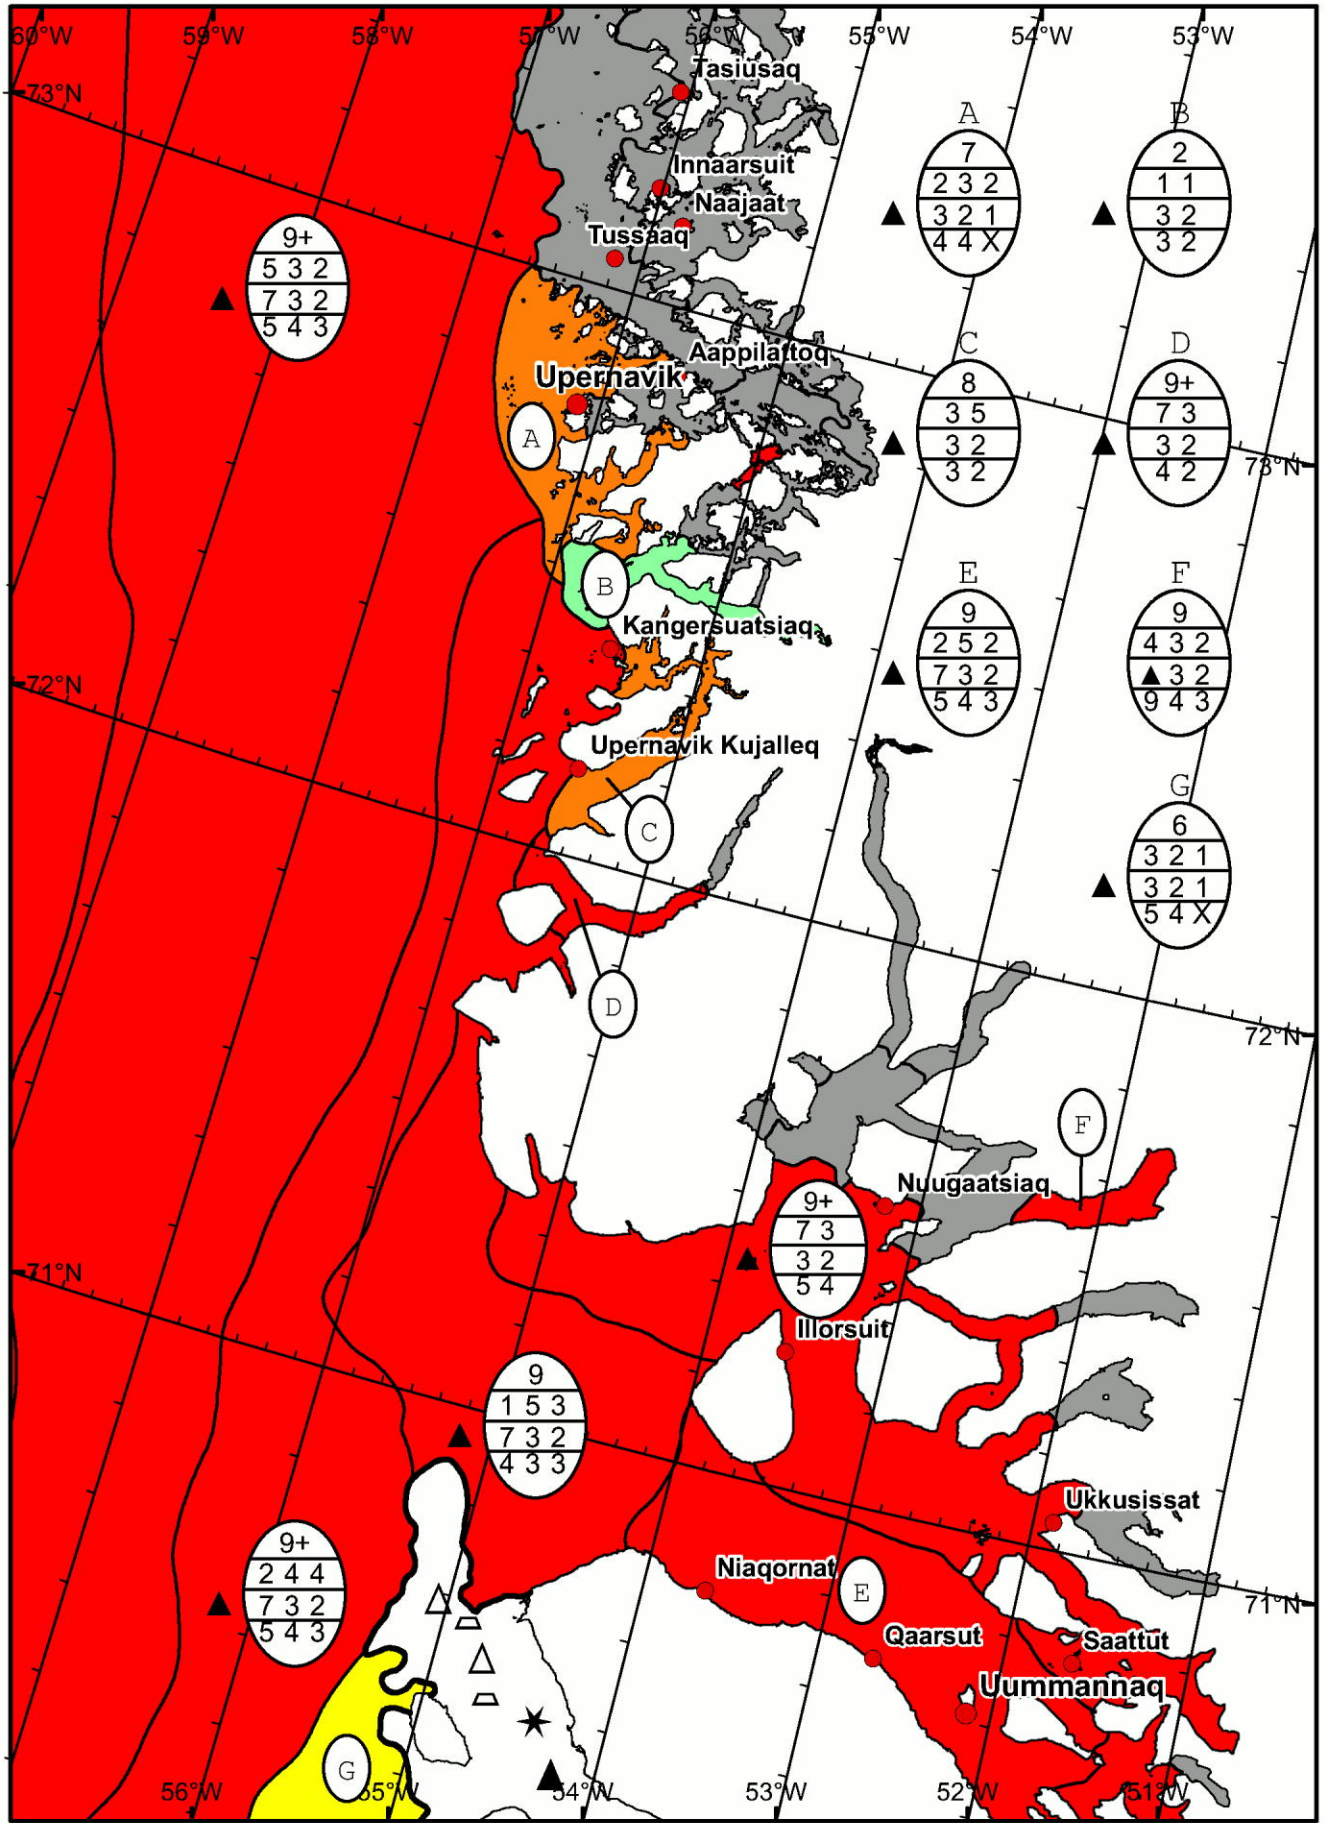 60°W
59°W
58°W
57°W
56°W
55°W
54°W
53°W
73°N
Tasiusaq
Innaarsuit
Naajaat
Tussaaq
Aappilattoq
Upernavik
A
7
2 3 2
3 2 1
4 4 X
B
2
1 1
3 2
3 2
9+
5 3 2
7 3 2
5 4 3
C
8
3 5
3 2
3 2
D
9+
7 3
3 2
4 2
A
73°N
B
Kangersuatsiaq
E
9
2 5 2
7 3 2
5 4 3
F
9
4 3 2
▲ 3 2
9 4 3
72°N
Upernavik Kujalleq
C
G
6
3 2 1
3 2 1
5 4 X
D
72°N
F
Nuugaatsiaq
9+
7 3
3 2
5 4
71°N
Illorsuit
9
1 5 3
7 3 2
4 3 3
Ukkusissat
9+
2 4 4
7 3 2
5 4 3
Niaqornat
E
71°N
Qaarsut
Saattut
Uummannaq
G
56°W
55°W
54°W
53°W
52°W
51°W